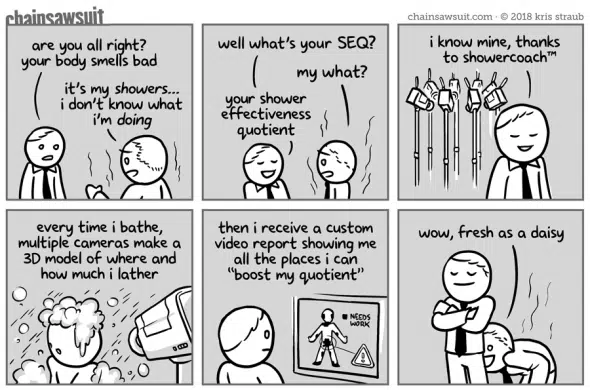 chainsawsuit
chainsawsuit.com · © 2018 kris straub
are you all right?
your body smells bad
it's my showers...
i don't know what
i'm doing
well what's your SEQ?
my what?
your shower
effectiveness
quotient
i know mine, thanks
to showercoach™
every time i bathe,
multiple cameras make a
3D model of where and
how much i lather
then i receive a custom
video report showing me
all the places i can
"boost my quotient"
NEEDS
WORK
!
wow, fresh as a daisy